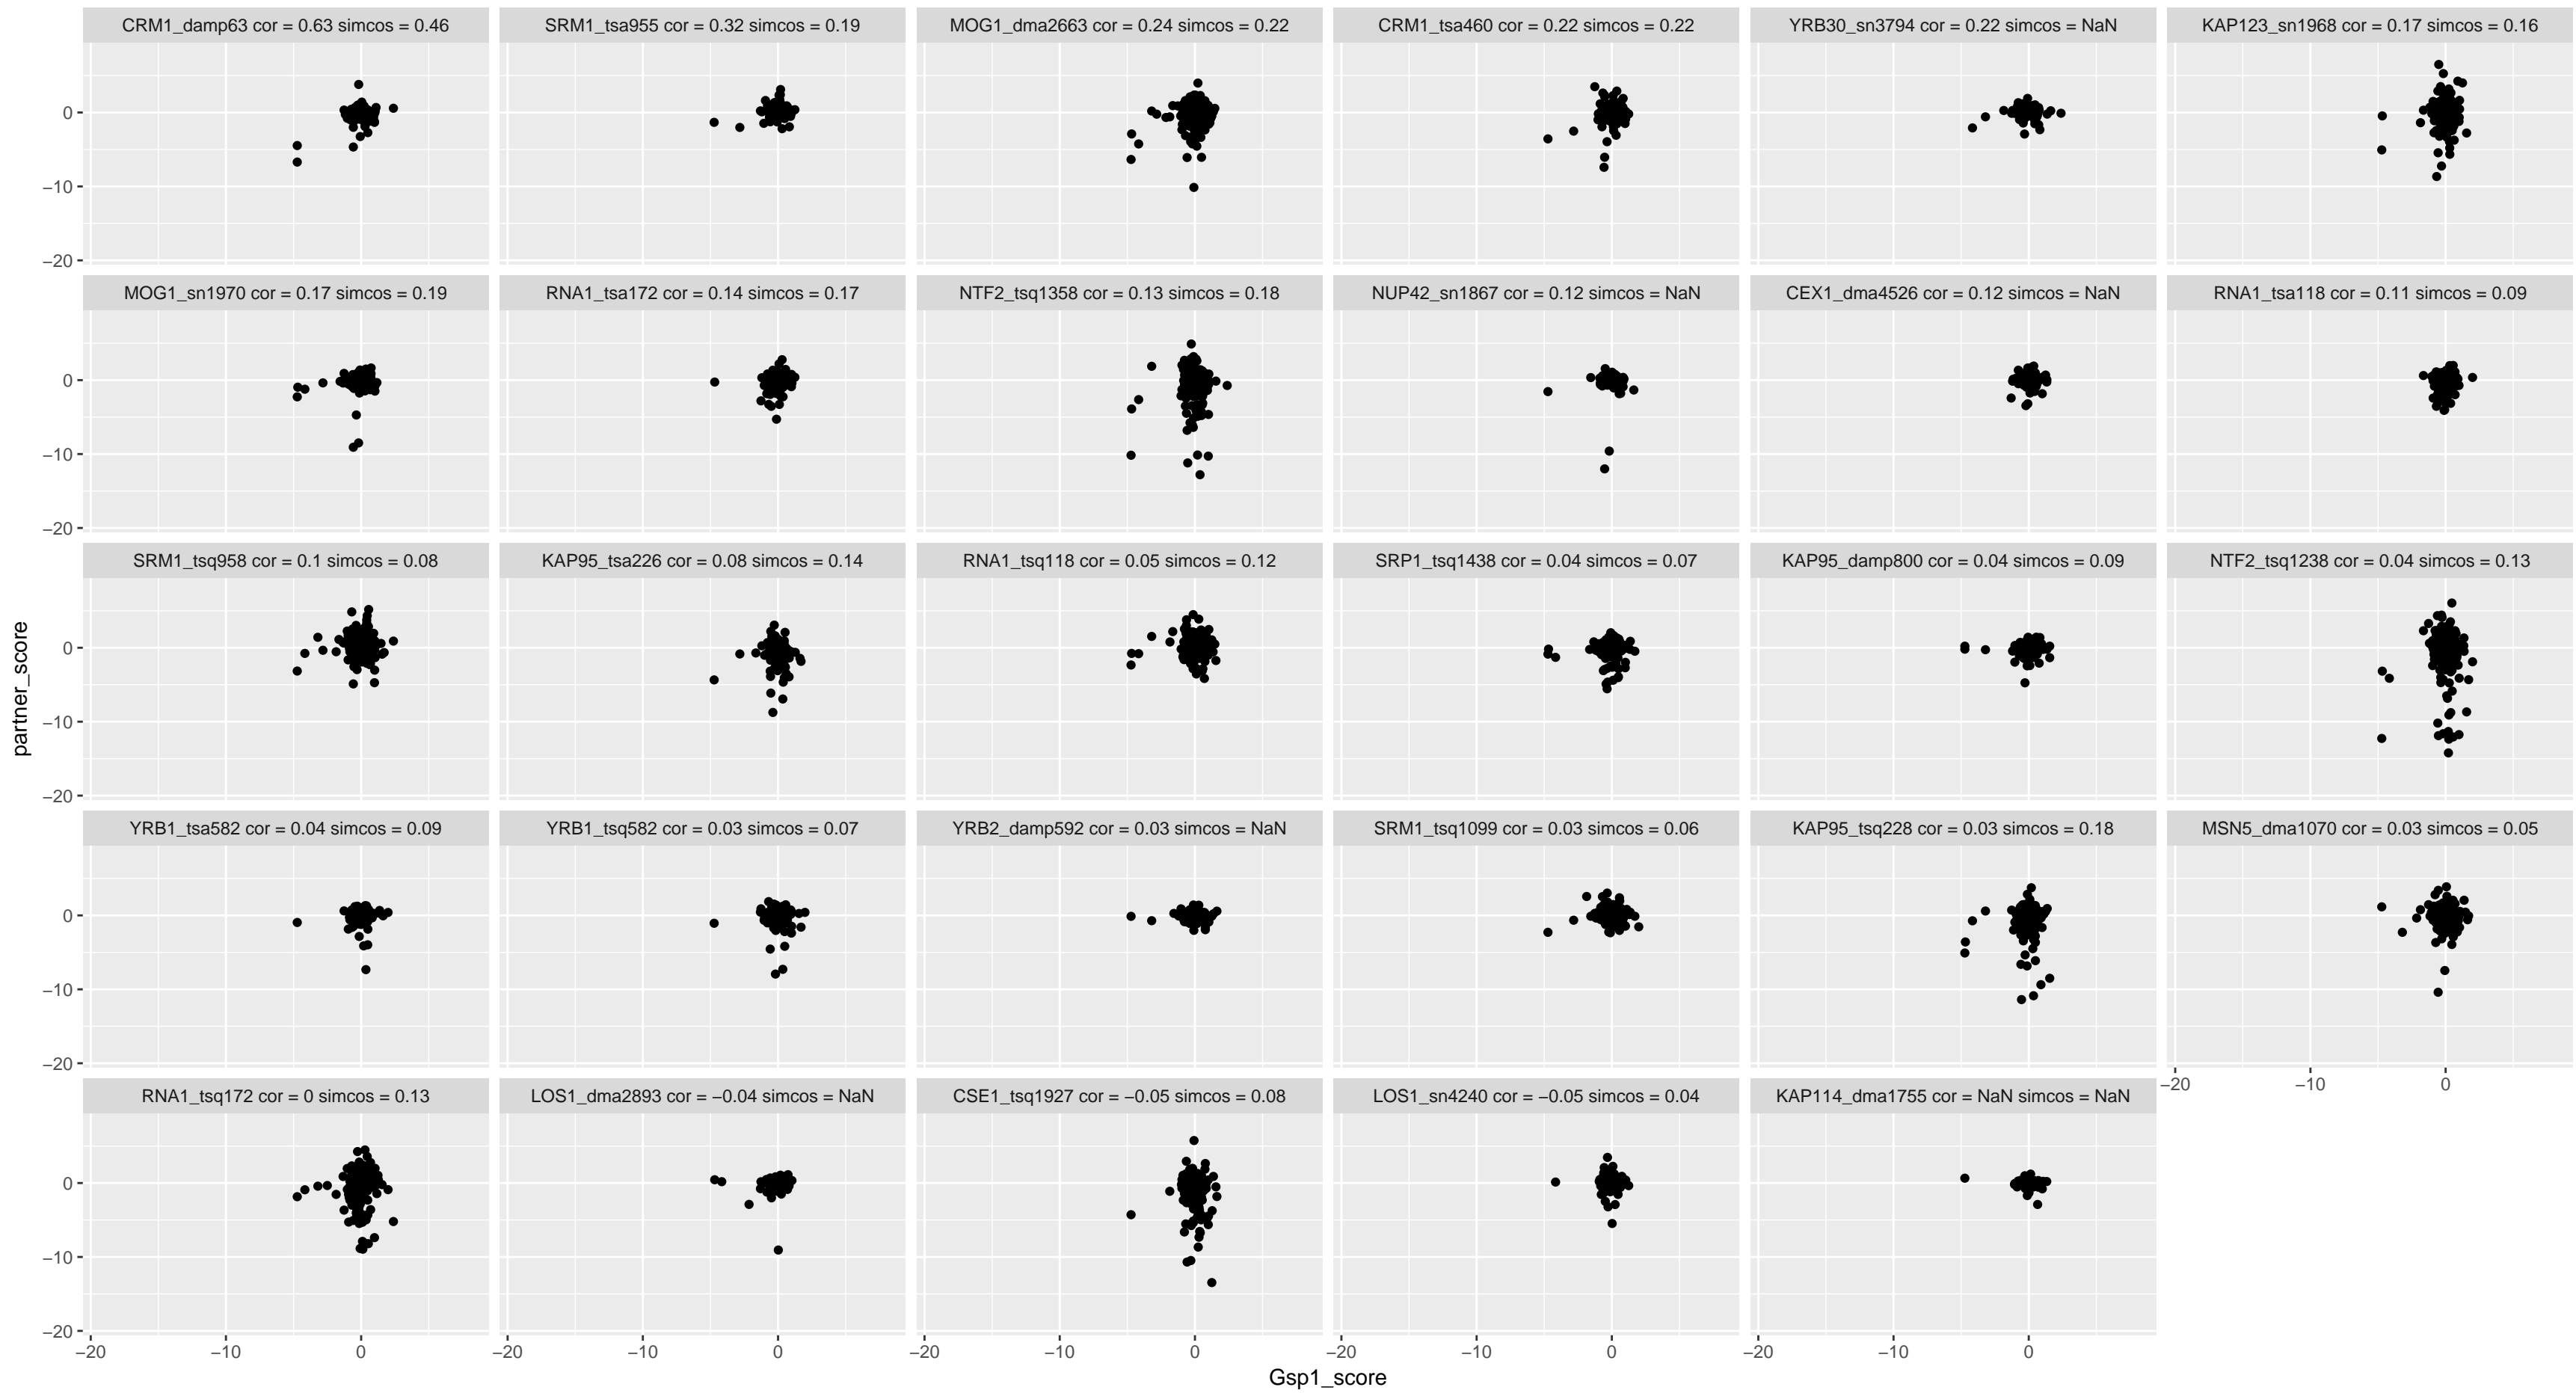 CRM1_damp63 cor = 0.63 simcos = 0.46
SRM1_tsa955 cor = 0.32 simcos = 0.19
MOG1_dma2663 cor = 0.24 simcos = 0.22
CRM1_tsa460 cor = 0.22 simcos = 0.22
YRB30_sn3794 cor = 0.22 simcos = NaN
KAP123_sn1968 cor = 0.17 simcos = 0.16
0
−10
−20
MOG1_sn1970 cor = 0.17 simcos = 0.19
RNA1_tsa172 cor = 0.14 simcos = 0.17
NTF2_tsq1358 cor = 0.13 simcos = 0.18
NUP42_sn1867 cor = 0.12 simcos = NaN
CEX1_dma4526 cor = 0.12 simcos = NaN
RNA1_tsa118 cor = 0.11 simcos = 0.09
0
−10
−20
SRM1_tsq958 cor = 0.1 simcos = 0.08
KAP95_tsa226 cor = 0.08 simcos = 0.14
RNA1_tsq118 cor = 0.05 simcos = 0.12
SRP1_tsq1438 cor = 0.04 simcos = 0.07
KAP95_damp800 cor = 0.04 simcos = 0.09
NTF2_tsq1238 cor = 0.04 simcos = 0.13
0
−10
−20
partner_score
YRB1_tsa582 cor = 0.04 simcos = 0.09
YRB1_tsq582 cor = 0.03 simcos = 0.07
YRB2_damp592 cor = 0.03 simcos = NaN
SRM1_tsq1099 cor = 0.03 simcos = 0.06
KAP95_tsq228 cor = 0.03 simcos = 0.18
MSN5_dma1070 cor = 0.03 simcos = 0.05
0
−10
−20
−20 −10 0
RNA1_tsq172 cor = 0 simcos = 0.13
LOS1_dma2893 cor = −0.04 simcos = NaN
CSE1_tsq1927 cor = −0.05 simcos = 0.08
LOS1_sn4240 cor = −0.05 simcos = 0.04
KAP114_dma1755 cor = NaN simcos = NaN
0
−10
−20
−20 −10 0
−20 −10 0
−20 −10 0
−20 −10 0
−20 −10 0
Gsp1_score